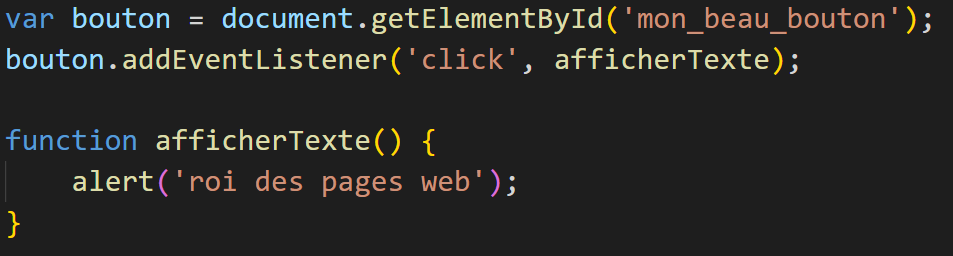 var bouton = document.getElementById('mon_beau_bouton');
bouton.addEventListener('click', afficherTexte);
function afficherTexte() {
alert('roi des pages web');
}